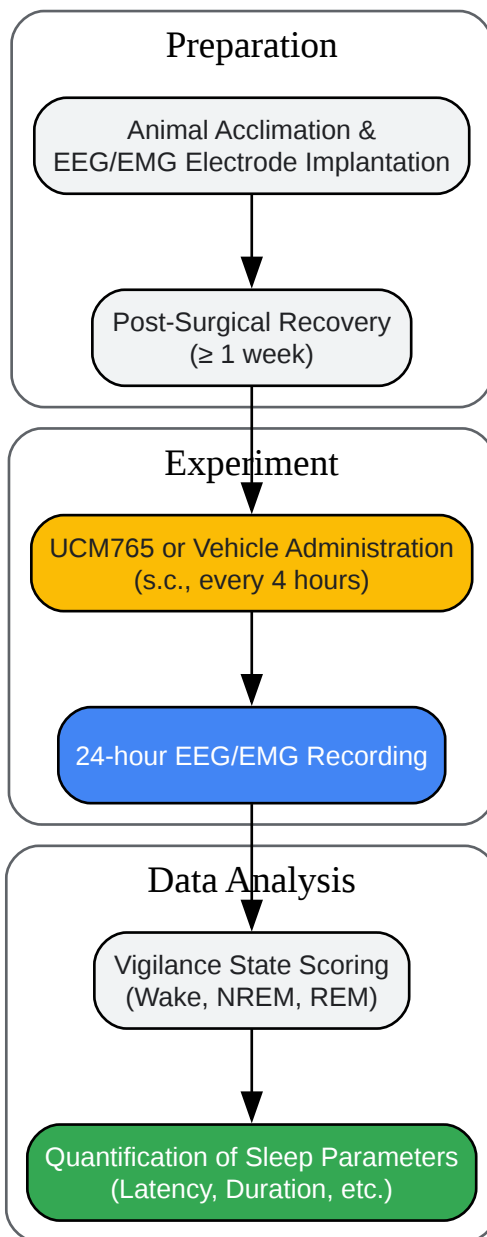 Preparation
Animal Acclimation &
EEG/EMG Electrode Implantation
Post-Surgical Recovery
(≥ 1 week)
Experiment
UCM765 or Vehicle Administration
(s.c., every 4 hours)
24-hour EEG/EMG Recording
Data Analysis
Vigilance State Scoring
(Wake, NREM, REM)
Quantification of Sleep Parameters
(Latency, Duration, etc.)